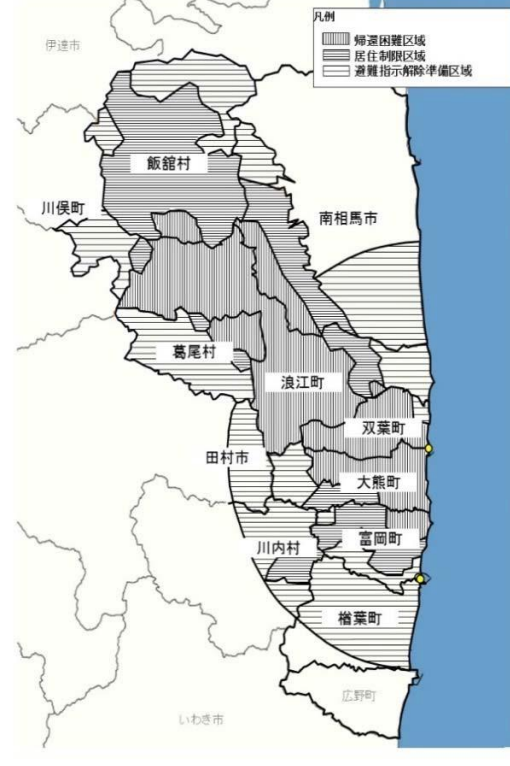 凡例
帰還困難区域
居住制限区域
避難指示解除準備区域
伊達市
飯舘村
川俣町
南相馬市
葛尾村
浪江町
双葉町
田村市
大熊町
富岡町
川内村
楢葉町
広野町
いわき市